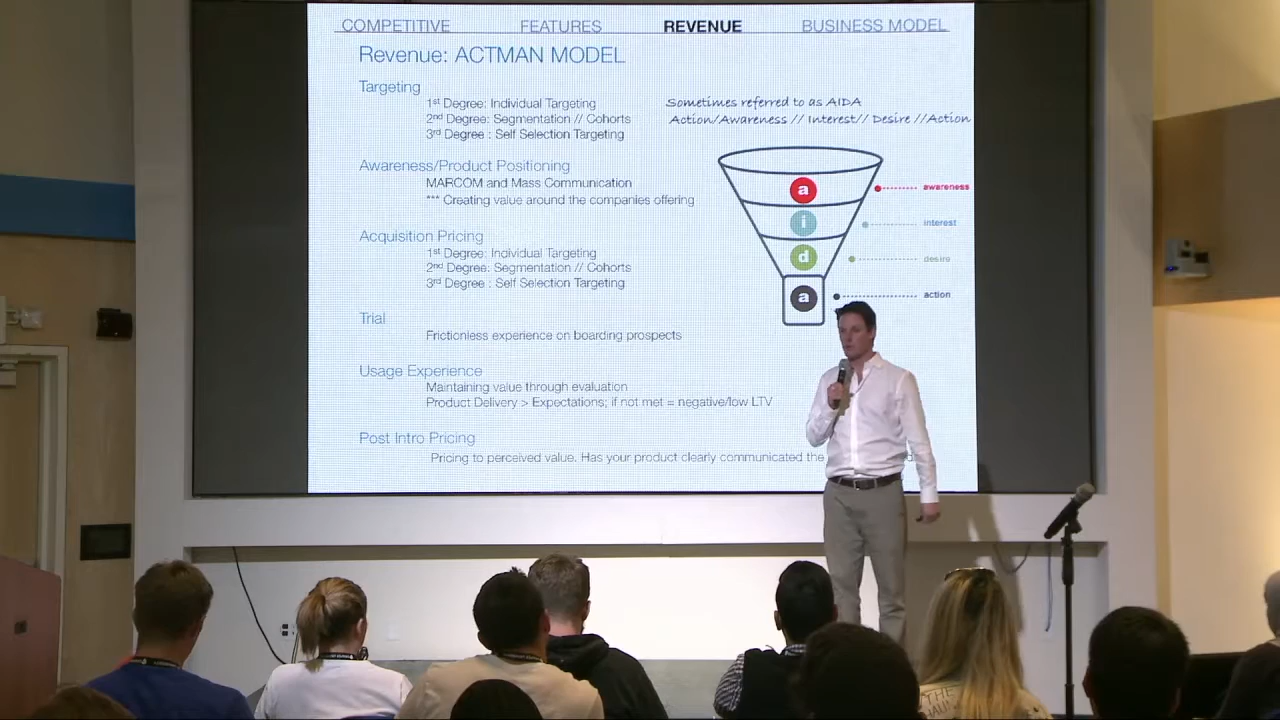 COMPETITIVE FEATURES REVENUE BUSINESS MODEL
Revenue: ACTMAN MODEL
Targeting
1st Degree: Individual Targeting
2nd Degree: Segmentation // Cohorts
3rd Degree : Self Selection Targeting
Sometimes referred to as AIDA
Action/Awareness // Interest// Desire //Action
Awareness/Product Positioning
MARCOM and Mass Communication
*** Creating value around the companies offering
Acquisition Pricing
1st Degree: Individual Targeting
2nd Degree: Segmentation // Cohorts
3rd Degree : Self Selection Targeting
a awareness
i interest
d desire
a action
Trial
Frictionless experience on boarding prospects
Usage Experience
Maintaining value through evaluation
Product Delivery > Expectations; if not met = negative/low LTV
Post Intro Pricing
Pricing to perceived value. Has your product clearly communicated the
THE